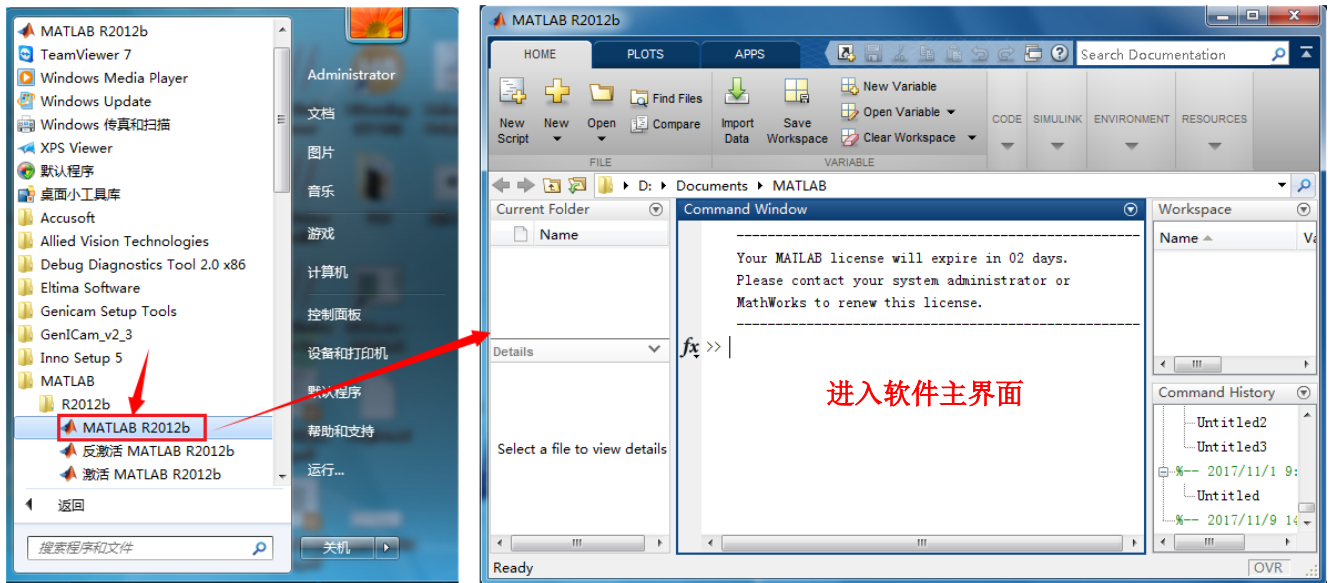 MATLAB R2012b
TeamViewer 7
Windows Media Player
Windows Update
Windows 传真和扫描
XPS Viewer
默认程序
桌面小工具库
Accusoft
Allied Vision Technologies
Debug Diagnostics Tool 2.0 x86
Eltima Software
Genicam Setup Tools
GenICam_v2_3
Inno Setup 5
MATLAB
R2012b
MATLAB R2012b
反激活 MATLAB R2012b
激活 MATLAB R2012b
返回
搜索程序和文件
Administrator
文档
图片
音乐
游戏
计算机
控制面板
设备和打印机
默认程序
帮助和支持
运行...
关机
MATLAB R2012b
HOME PLOTS APPS
Search Documentation
New Script
New
Open
Find Files
Compare
FILE
Import Data
Save Workspace
New Variable
Open Variable
Clear Workspace
VARIABLE
CODE SIMULINK ENVIRONMENT RESOURCES
D: Documents MATLAB
Current Folder
Name
Details
Select a file to view details
Command Window
------------------------------------------------
Your MATLAB license will expire in 02 days.
Please contact your system administrator or
MathWorks to renew this license.
------------------------------------------------
fx >>
进入软件主界面
Workspace
Name Va
Command History
Untitled2
Untitled3
%-- 2017/11/1 9:
Untitled
%-- 2017/11/9 14
Ready
OVR